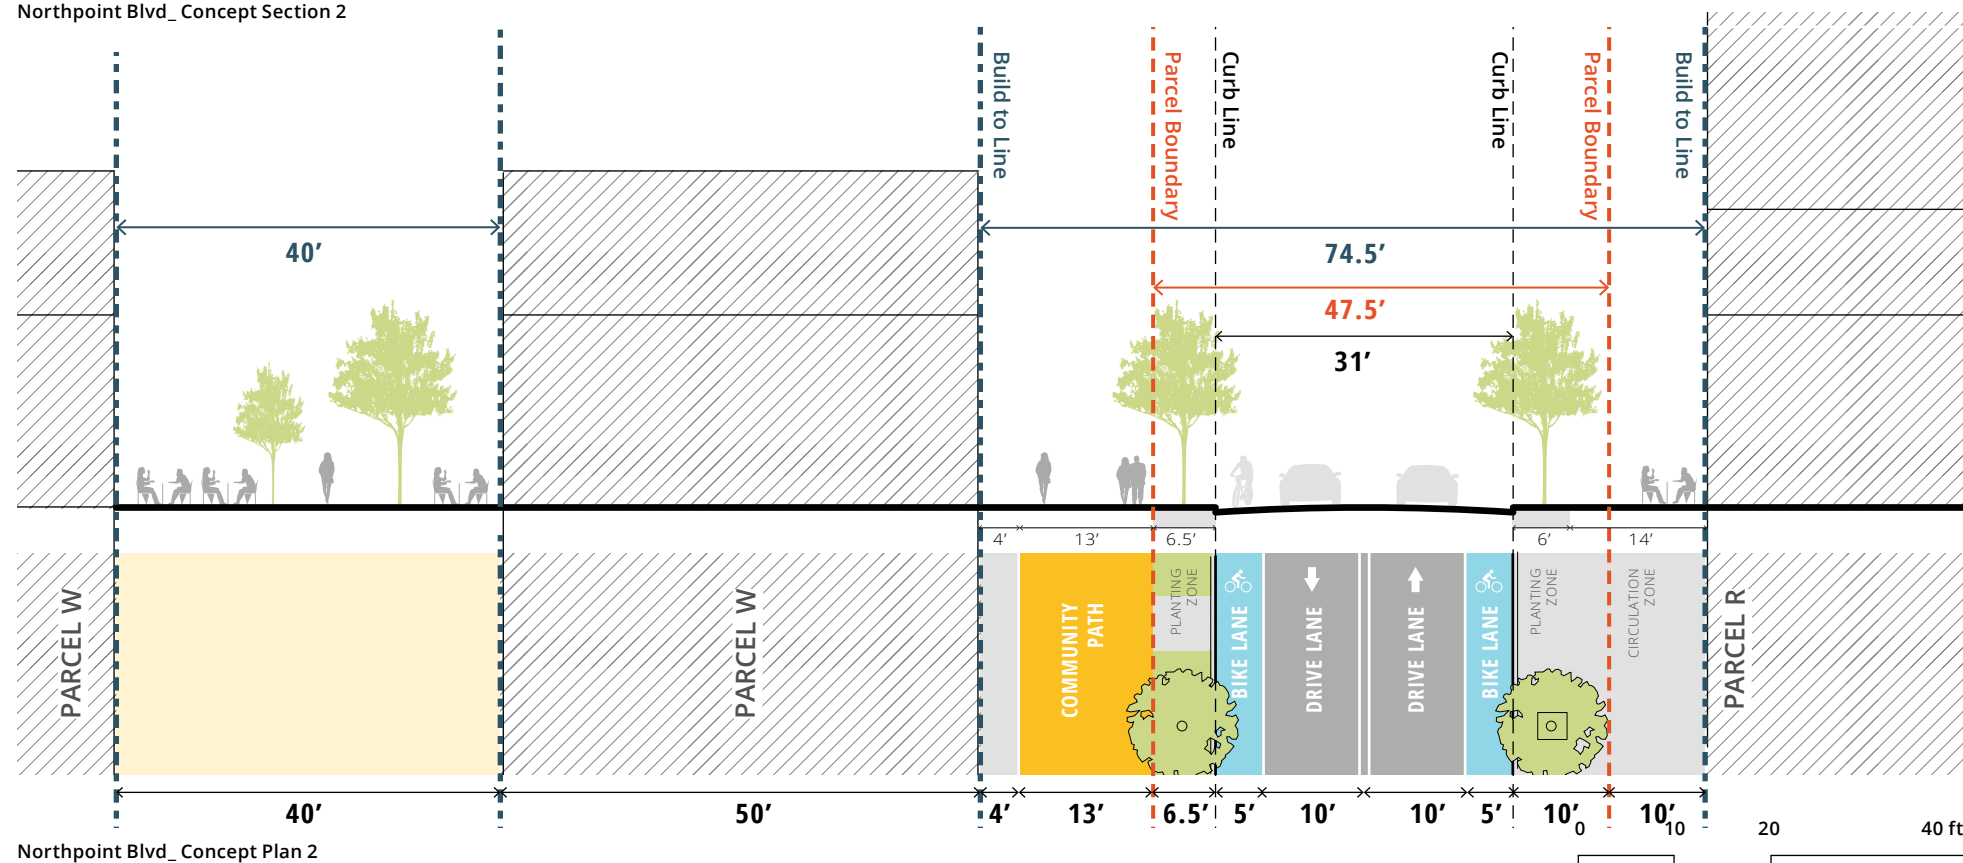 Northpoint Blvd_ Concept Section 2
Build to Line
Parcel Boundary
Curb Line
Curb Line
Parcel Boundary
Build to Line
40’
74.5’
47.5’
31’
4’
13’
6.5’
6’
14’
PARCEL W
PARCEL W
COMMUNITY
PATH
PLANTING
ZONE
BIKE LANE
DRIVE LANE
DRIVE LANE
BIKE LANE
PLANTING
ZONE
CIRCULATION
ZONE
PARCEL R
40’
50’
4’
13’
6.5’
5’
10’
10’
5’
10’
10’
0
10
20
40 ft
Northpoint Blvd_ Concept Plan 2